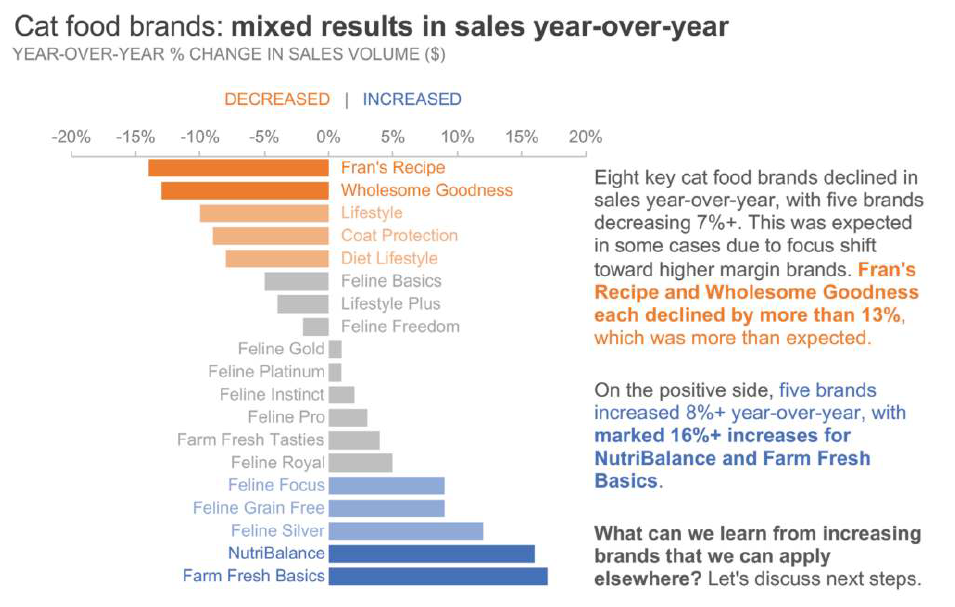 Cat food brands: mixed results in sales year-over-year
YEAR-OVER-YEAR % CHANGE IN SALES VOLUME ($)
DECREASED | INCREASED
-20% -15% -10% -5% 0% 5% 10% 15% 20%
Fran's Recipe
Wholesome Goodness
Lifestyle
Coat Protection
Diet Lifestyle
Feline Basics
Lifestyle Plus
Feline Freedom
Feline Gold
Feline Platinum
Feline Instinct
Feline Pro
Farm Fresh Tasties
Feline Royal
Feline Focus
Feline Grain Free
Feline Silver
NutriBalance
Farm Fresh Basics
Eight key cat food brands declined in
sales year-over-year, with five brands
decreasing 7%+. This was expected
in some cases due to focus shift
toward higher margin brands. Fran's
Recipe and Wholesome Goodness
each declined by more than 13%,
which was more than expected.
On the positive side, five brands
increased 8%+ year-over-year, with
marked 16%+ increases for
NutriBalance and Farm Fresh
Basics.
What can we learn from increasing
brands that we can apply
elsewhere? Let's discuss next steps.